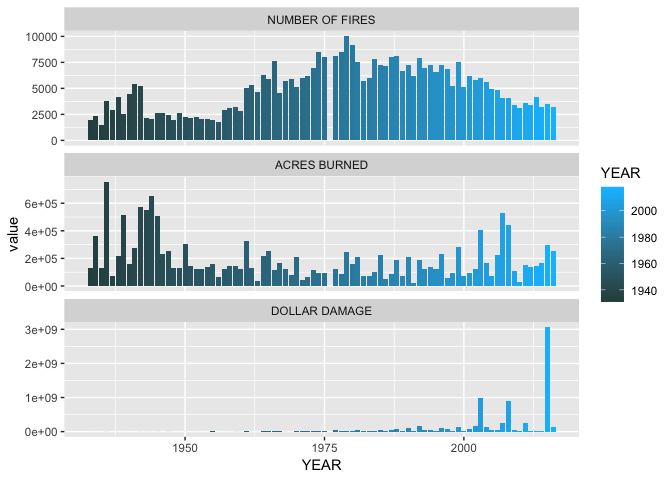 NUMBER OF FIRES
10000
7500
5000
2500
0
ACRES BURNED
6e+05
4e+05
2e+05
0e+00
DOLLAR DAMAGE
3e+09
2e+09
1e+09
0e+00
1950 1975 2000
YEAR
value
YEAR
2000
1980
1960
1940